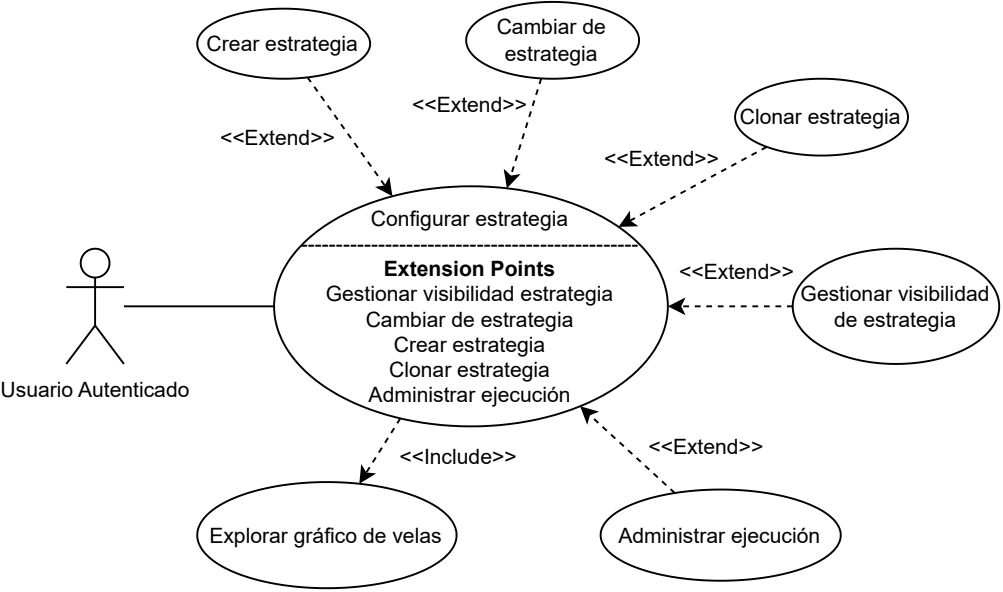 Crear estrategia
Cambiar de
estrategia
<<Extend>>
<<Extend>>
Clonar estrategia
<<Extend>>
Configurar estrategia
Extension Points
Gestionar visibilidad estrategia
Cambiar de estrategia
Crear estrategia
Clonar estrategia
Administrar ejecución
<<Extend>>
Gestionar visibilidad
de estrategia
Usuario Autenticado
<<Include>>
<<Extend>>
Explorar gráfico de velas
Administrar ejecución